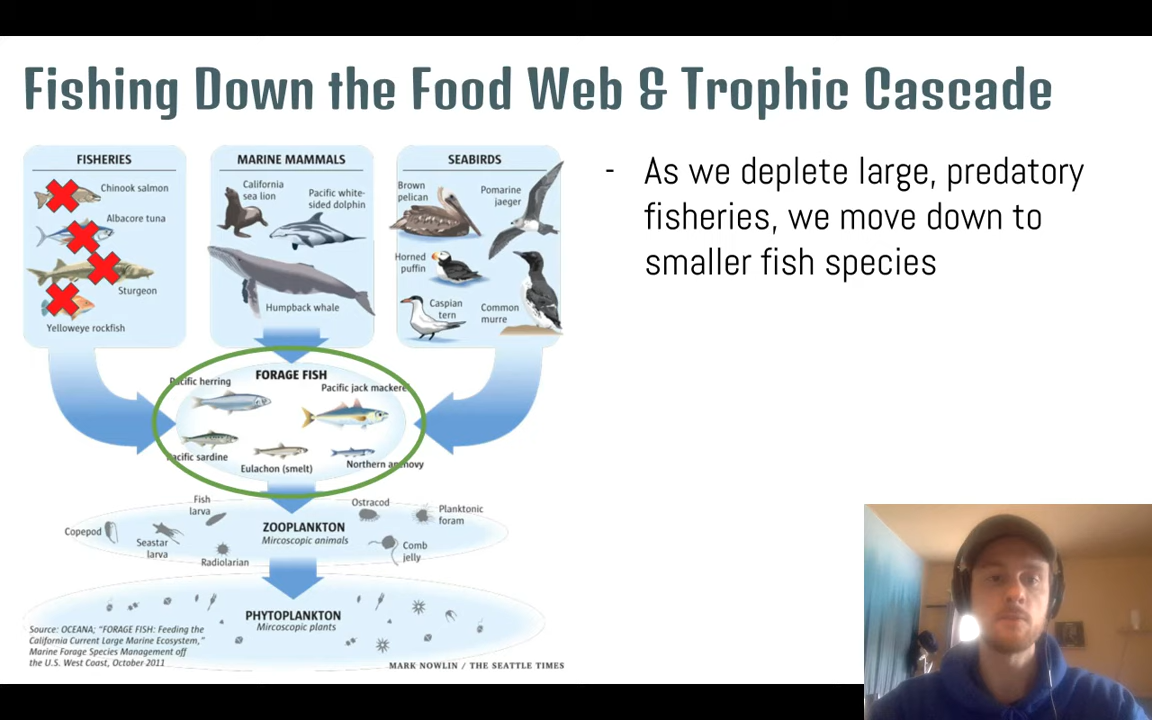 Fishing Down the Food Web & Trophic Cascade
FISHERIES
Chinook salmon
Albacore tuna
Sturgeon
Yelloweye rockfish
MARINE MAMMALS
California
sea lion
Pacific white-
sided dolphin
Humpback whale
SEABIRDS
Brown
pelican
Pomarine
jaeger
Horned
puffin
Caspian
tern
Common
murre
- As we deplete large, predatory
fisheries, we move down to
smaller fish species
FORAGE FISH
Pacific herring
Pacific jack mackerel
Pacific sardine
Eulachon (smelt)
Northern anchovy
Fish
larva
Ostracod
Planktonic
foram
Copepod
ZOOPLANKTON
Mircoscopic animals
Seastar
larva
Radiolarian
Comb
jelly
PHYTOPLANKTON
Mircoscopic plants
Source: OCEANA; "FORAGE FISH: Feeding the
California Current Large Marine Ecosystem,"
Marine Forage Species Management off
the U.S. West Coast, October 2011
MARK NOWLIN / THE SEATTLE TIMES